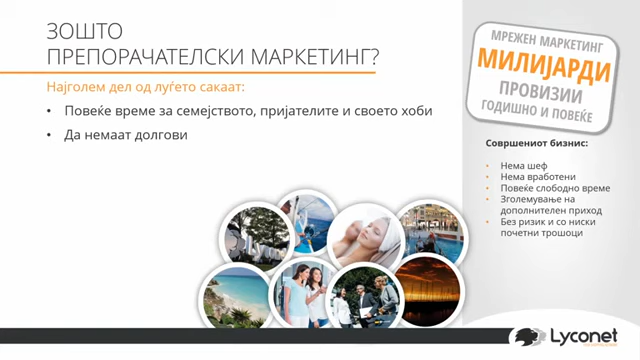 ЗОШТО
ПРЕПОРАЧАТЕЛСКИ МАРКЕТИНГ?
Најголем дел од луѓето сакаат:
• Повеќе време за семејството, пријателите и своето хоби
• Да немаат долгови
МРЕЖЕН МАРКЕТИНГ
МИЛИЈАРДИ
ПРОВИЗИИ
ГОДИШНО И ПОВЕЌЕ
Совршениот бизнис:
• Нема шеф
• Нема вработени
• Повеќе слободно време
• Зголемување на
дополнителен приход
• Без ризик и со ниски
почетни трошоци
Lyconet